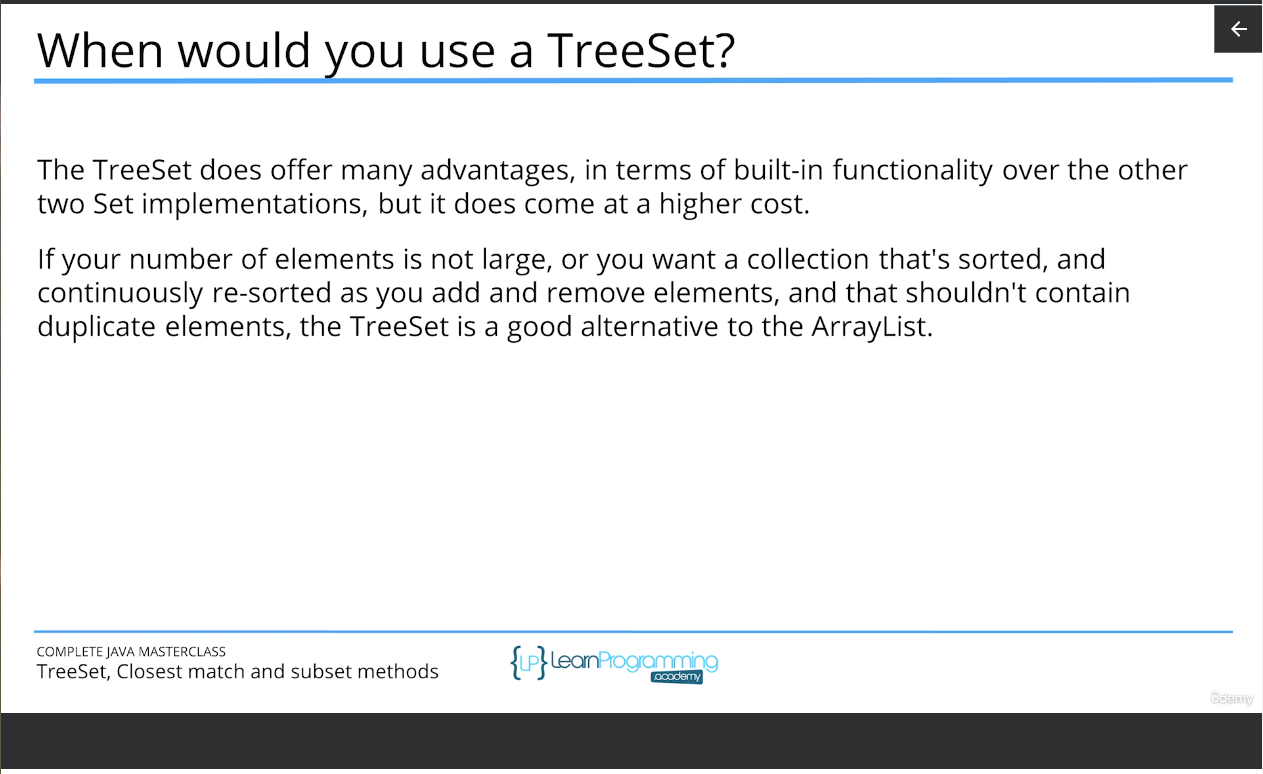 When would you use a TreeSet?
The TreeSet does offer many advantages, in terms of built-in functionality over the other
two Set implementations, but it does come at a higher cost.
If your number of elements is not large, or you want a collection that's sorted, and
continuously re-sorted as you add and remove elements, and that shouldn't contain
duplicate elements, the TreeSet is a good alternative to the ArrayList.
COMPLETE JAVA MASTERCLASS
TreeSet, Closest match and subset methods
{LP} LearnProgramming
.academy
ûdemy